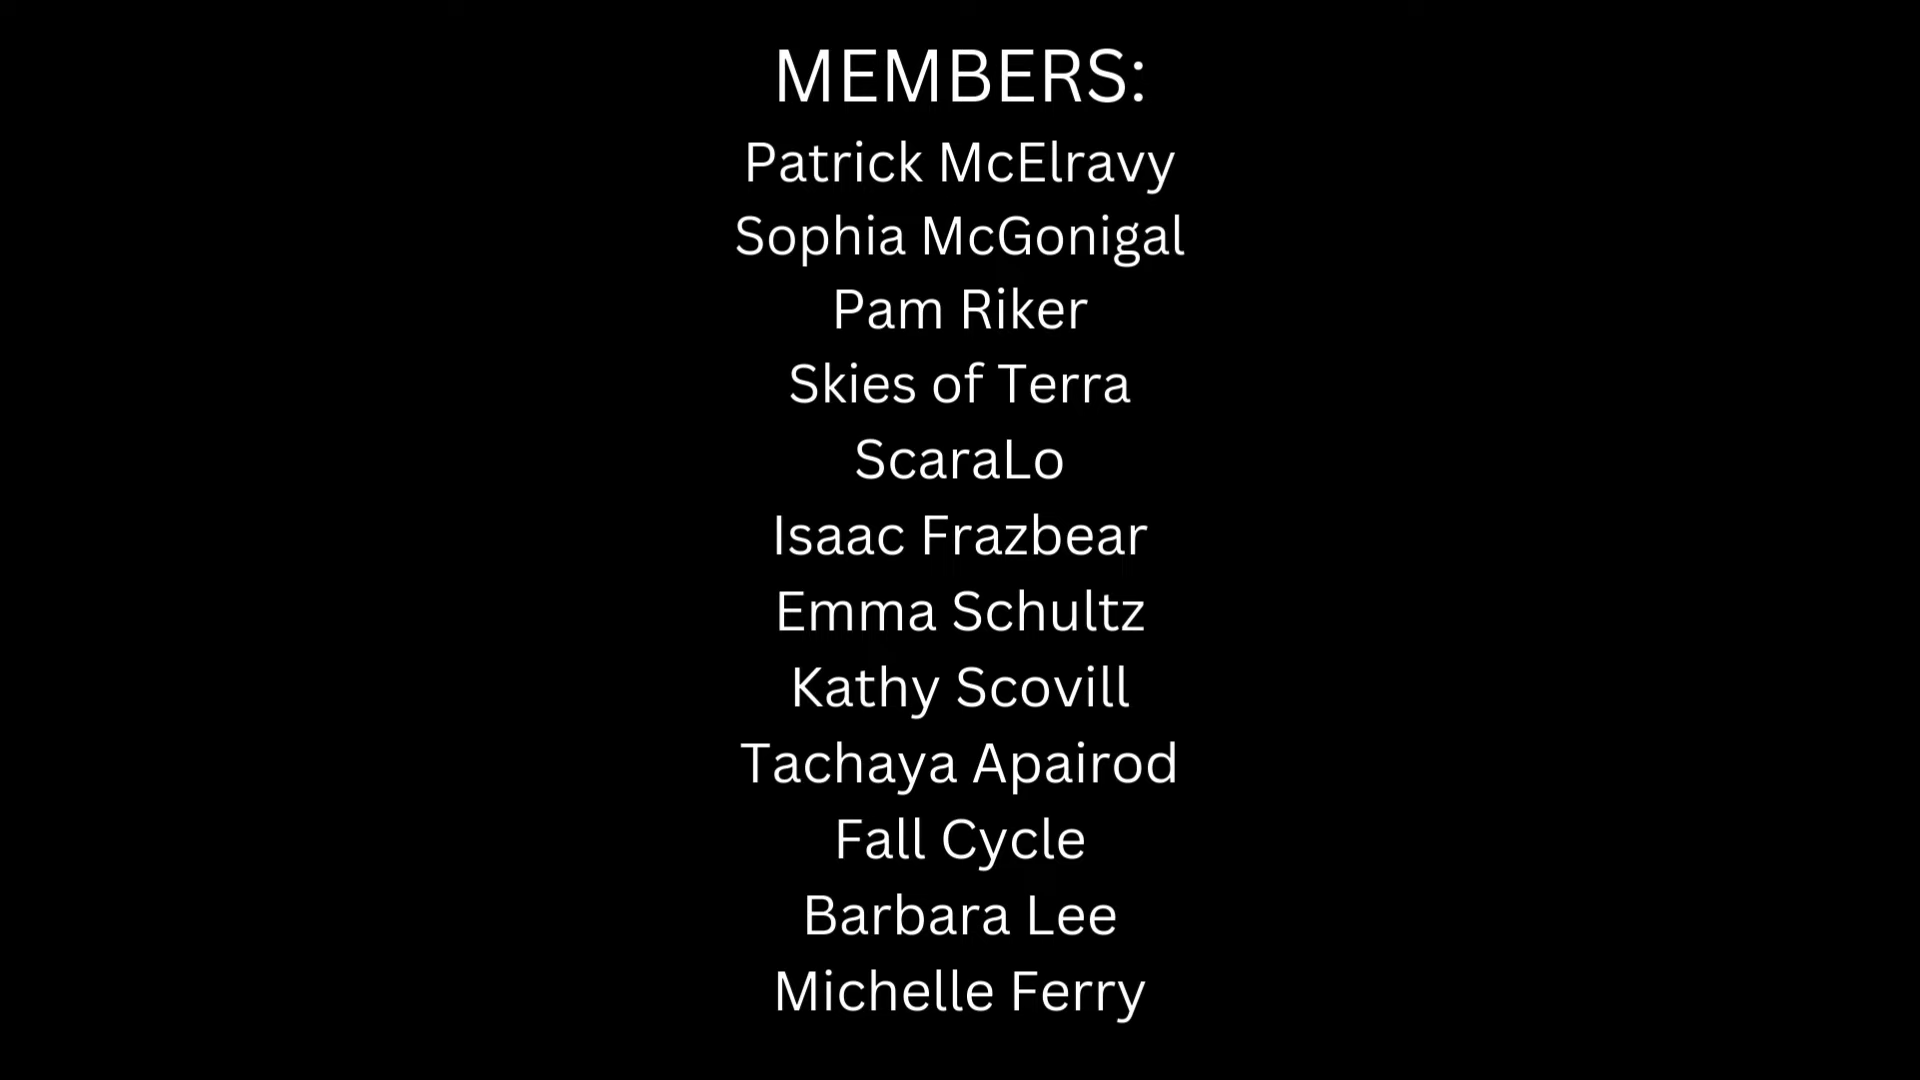 MEMBERS:
Patrick McElravy
Sophia McGonigal
Pam Riker
Skies of Terra
ScaraLo
Isaac Frazbear
Emma Schultz
Kathy Scovill
Tachaya Apairod
Fall Cycle
Barbara Lee
Michelle Ferry